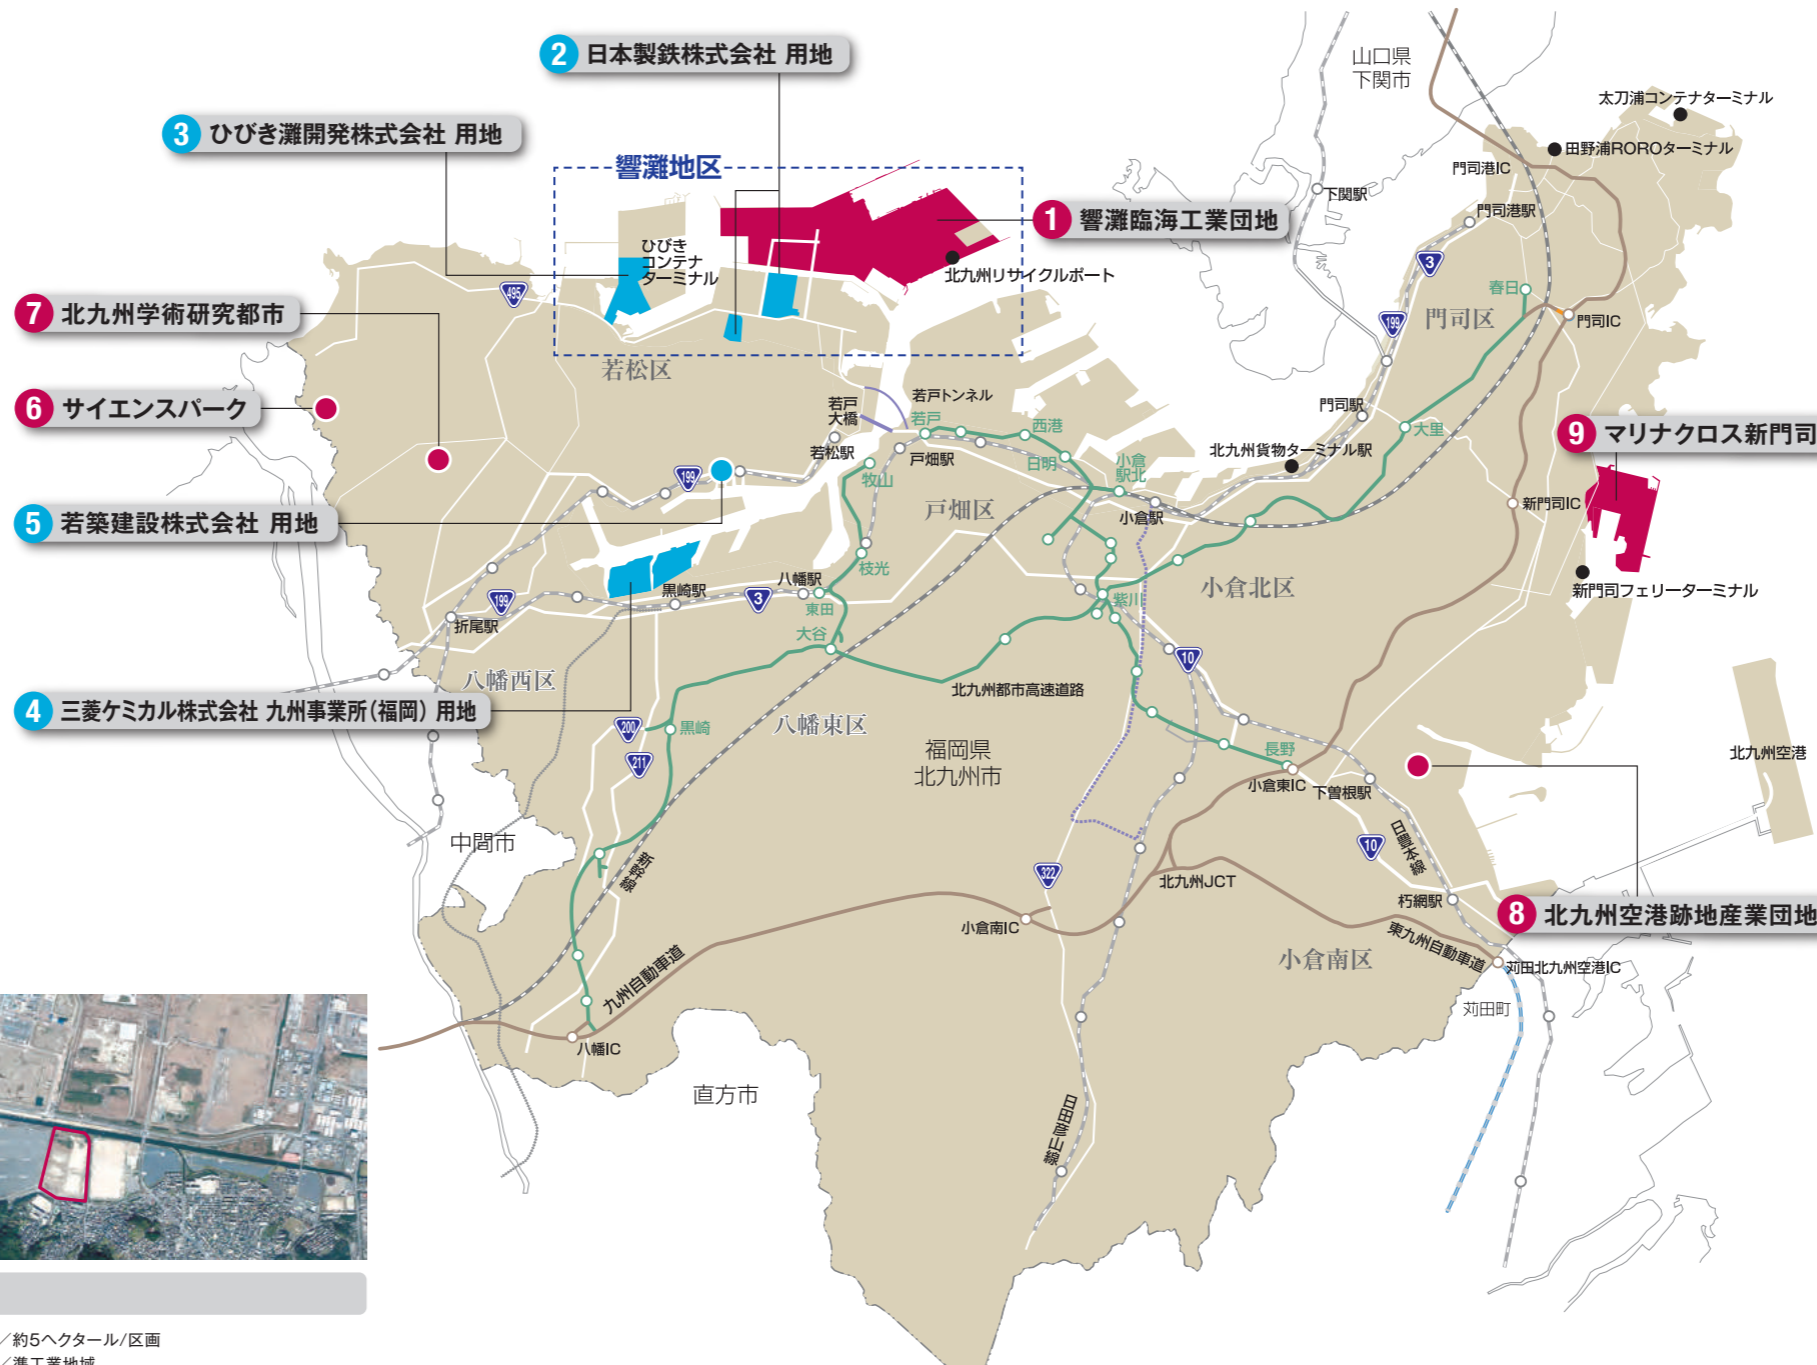 2 日本製鉄株式会社 用地
3 ひびき灘開発株式会社 用地
響灘地区
1 響灘臨海工業団地
ひびき
コンテナ
ターミナル
北九州リサイクルポート
7 北九州学術研究都市
6 サイエンスパーク
5 若築建設株式会社 用地
4 三菱ケミカル株式会社 九州事業所(福岡) 用地
9 マリナクロス新門司
8 北九州空港跡地産業団地
山口県
下関市
太刀浦コンテナターミナル
田野浦ROROターミナル
門司港IC
下関駅
門司港駅
3
199
春日
門司区
門司IC
495
若松区
若戸トンネル
若戸
大橋
若戸
西港
若松駅
戸畑駅
日明
小倉
駅北
門司駅
大里
北九州貨物ターミナル駅
199
牧山
戸畑区
小倉駅
新門司IC
枝光
小倉北区
新門司フェリーターミナル
八幡駅
黒崎駅
3
東田
紫川
199
折尾駅
大谷
10
八幡西区
北九州都市高速道路
200
黒崎
八幡東区
211
福岡県
北九州市
長野
小倉東IC
下曽根駅
北九州空港
中間市
新幹線
10
日豊本線
322
北九州JCT
朽網駅
小倉南IC
東九州自動車道
小倉南区
苅田北九州空港IC
苅田町
九州自動車道
八幡IC
直方市
日田彦山線
/約5ヘクタール/区画
/準工業地域